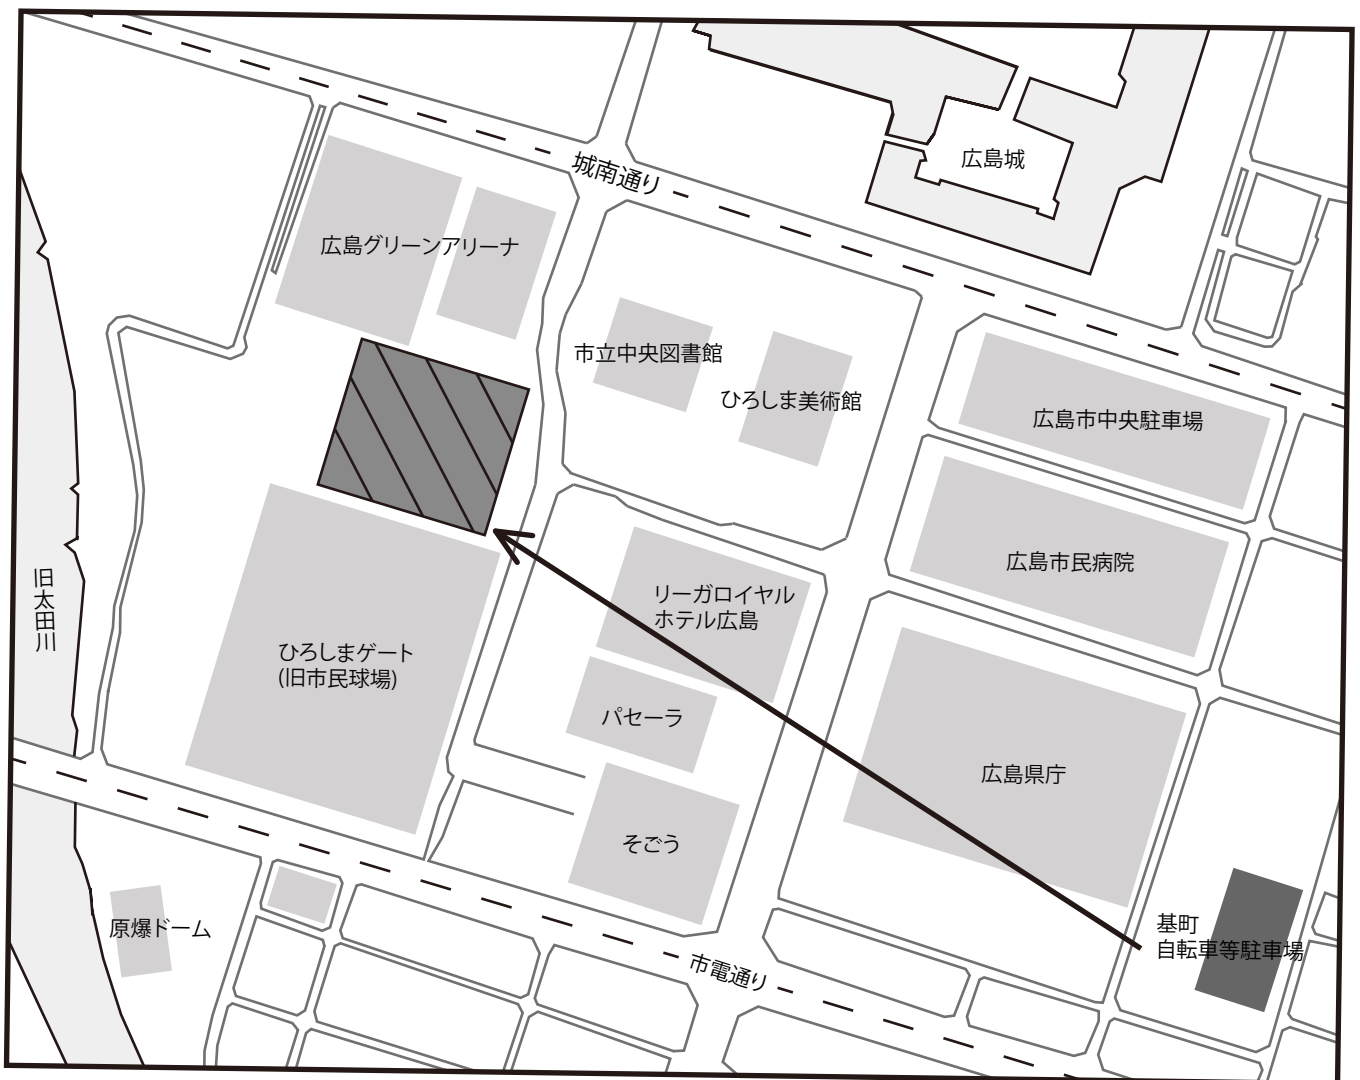 城南通り
広島城
広島グリーンアリーナ
市立中央図書館
ひろしま美術館
広島市中央駐車場
広島市民病院
旧太田川
リーガロイヤル
ホテル広島
ひろしまゲート
(旧市民球場)
パセーラ
広島県庁
そごう
原爆ドーム
基町
自転車等駐車場
市電通り